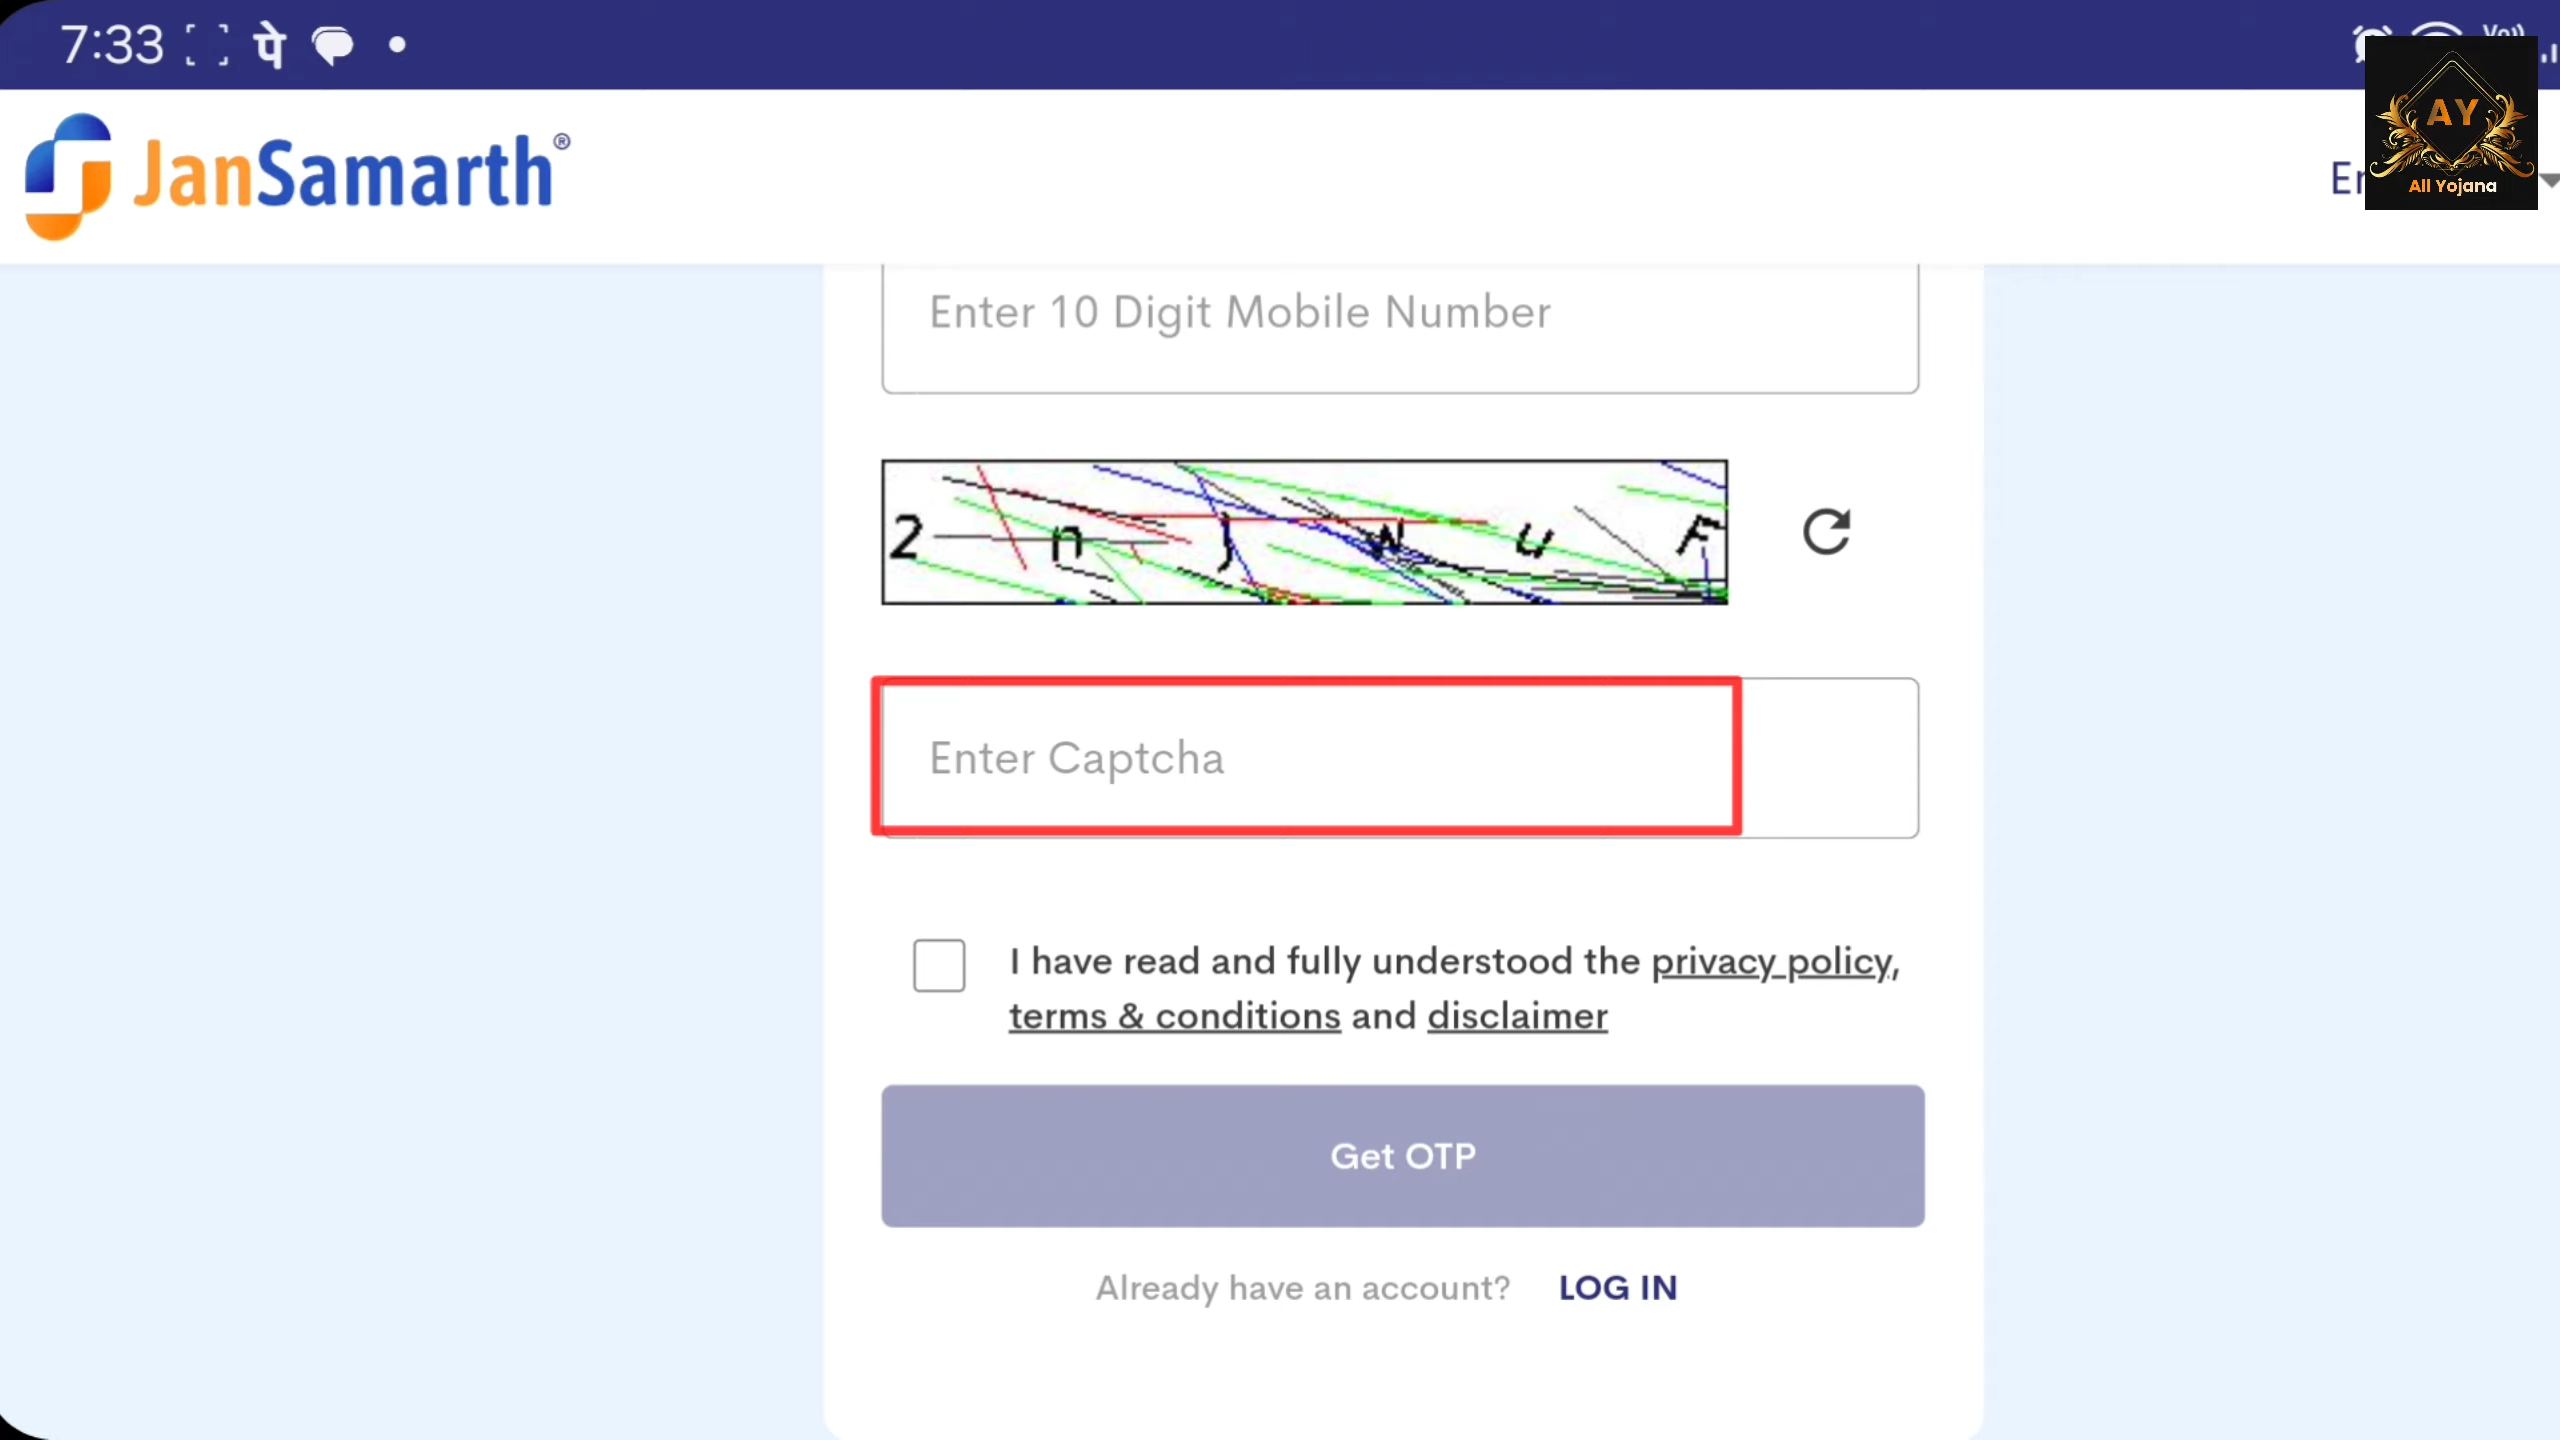 7:33 पे
Vo))
JanSamarth®
AY
All Yojana
Enter 10 Digit Mobile Number
Enter Captcha
I have read and fully understood the privacy policy,
terms & conditions and disclaimer
Get OTP
Already have an account? LOG IN